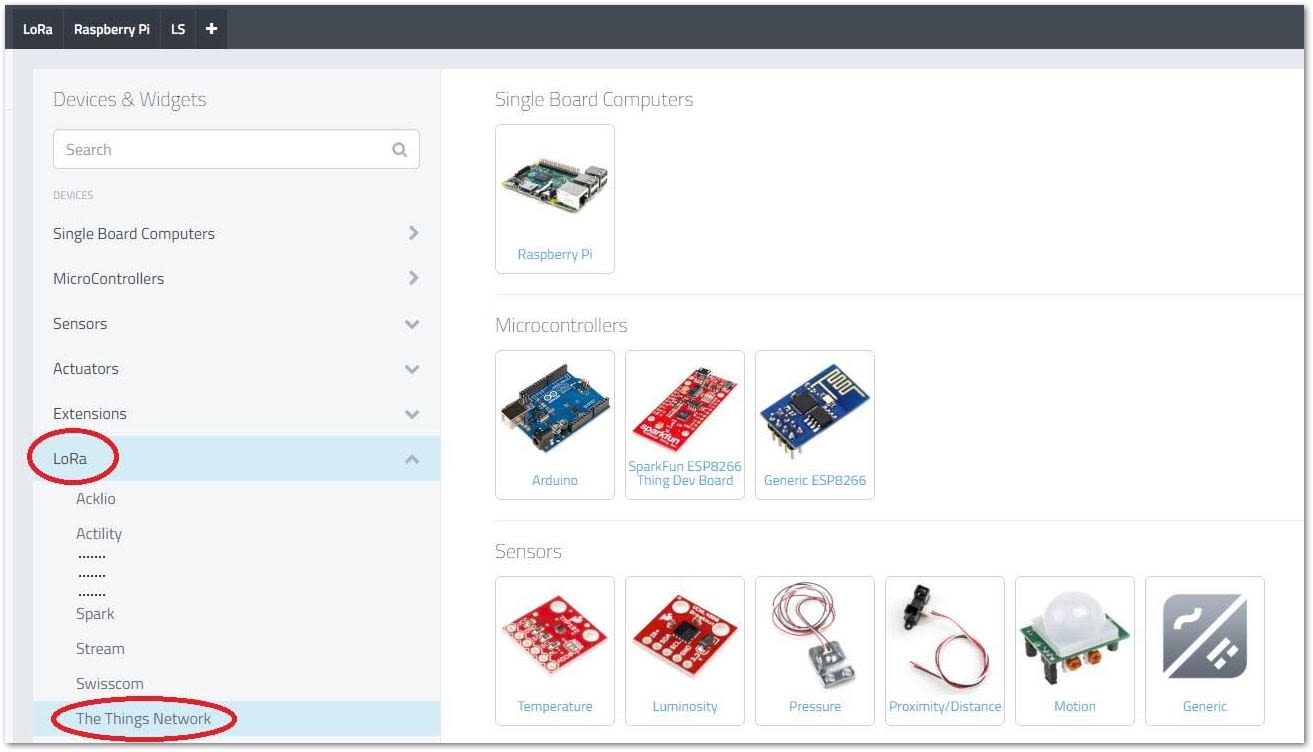 LoRa
Raspberry Pi
LS
+
Devices & Widgets
Search
DEVICES
Single Board Computers
MicroControllers
Sensors
Actuators
Extensions
LoRa
Acklio
Actility
.......
.......
.......
Spark
Stream
Swisscom
The Things Network
Single Board Computers
Raspberry Pi
Microcontrollers
Arduino
sparkfun
SparkFun ESP8266
Thing Dev Board
Generic ESP8266
Sensors
Temperature
Luminosity
Pressure
Proximity/Distance
Motion
Generic